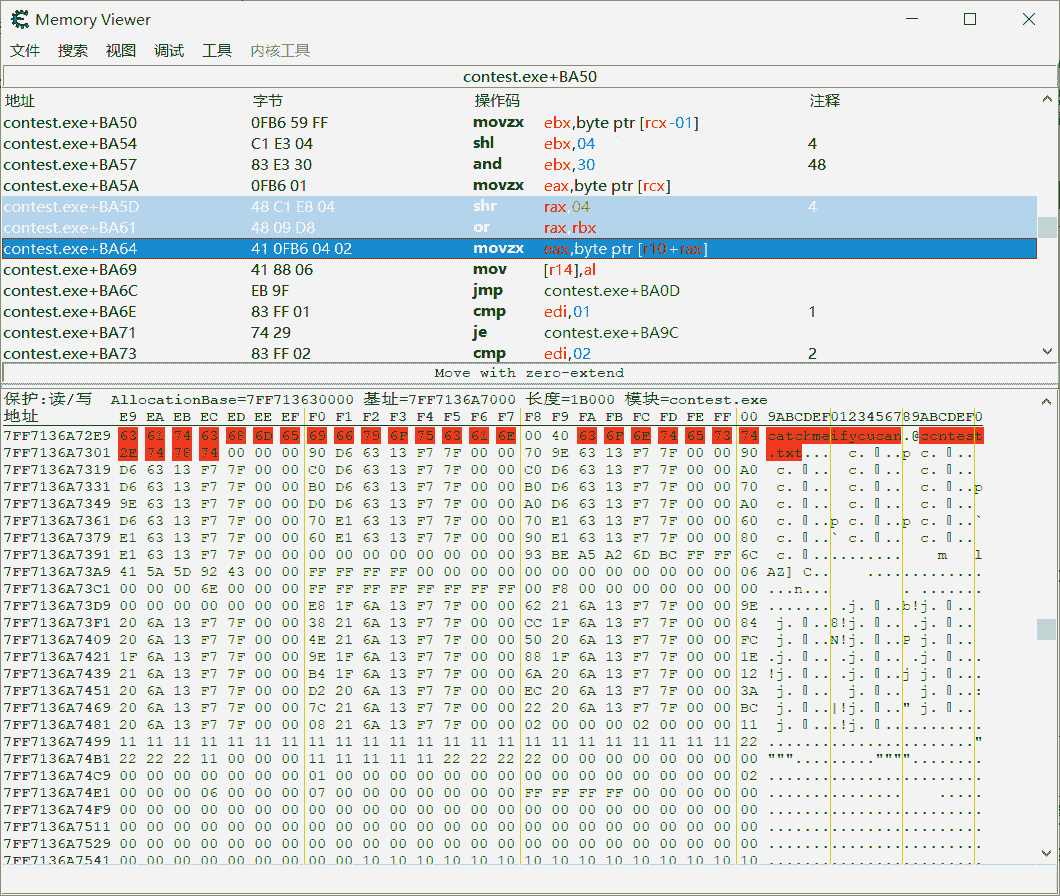 Memory Viewer
文件 搜索 视图 调试 工具 内核工具
contest.exe+BA50
地址 字节 操作码 注释
contest.exe+BA50 0FB6 59 FF movzx ebx,byte ptr [rcx-01]
contest.exe+BA54 C1 E3 04 shl ebx,04 4
contest.exe+BA57 83 E3 30 and ebx,30 48
contest.exe+BA5A 0FB6 01 movzx eax,byte ptr [rcx]
contest.exe+BA5D 48 C1 E8 04 shr rax,04 4
contest.exe+BA61 48 09 D8 or rax,rbx
contest.exe+BA64 41 0FB6 04 02 movzx eax,byte ptr [r10+rax]
contest.exe+BA69 41 88 06 mov [r14],al
contest.exe+BA6C EB 9F jmp contest.exe+BA0D
contest.exe+BA6E 83 FF 01 cmp edi,01 1
contest.exe+BA71 74 29 je contest.exe+BA9C
contest.exe+BA73 83 FF 02 cmp edi,02 2
Move with zero-extend
保护:读/写 AllocationBase=7FF713630000 基址=7FF7136A7000 长度=1B000 模块=contest.exe
地址 E9 EA EB EC ED EE EF F0 F1 F2 F3 F4 F5 F6 F7 F8 F9 FA FB FC FD FE FF 00 9ABCDEF0123456789ABCDEF0
7FF7136A72E9 63 61 74 63 68 6D 65 69 66 79 6F 75 63 61 6E 00 40 63 6F 6E 74 65 73 74 catchmeifyoucan.@contest
7FF7136A7301 2E 74 78 74 00 00 00 90 D6 63 13 F7 7F 00 00 70 9E 63 13 F7 7F 00 00 90 .txt...
7FF7136A7319 D6 63 13 F7 7F 00 00 C0 D6 63 13 F7 7F 00 00 C0 D6 63 13 F7 7F 00 00 A0
7FF7136A7331 D6 63 13 F7 7F 00 00 B0 D6 63 13 F7 7F 00 00 B0 D6 63 13 F7 7F 00 00 70
7FF7136A7349 9E 63 13 F7 7F 00 00 D0 D6 63 13 F7 7F 00 00 A0 D6 63 13 F7 7F 00 00 A0
7FF7136A7361 D6 63 13 F7 7F 00 00 70 E1 63 13 F7 7F 00 00 70 E1 63 13 F7 7F 00 00 60
7FF7136A7379 E1 63 13 F7 7F 00 00 60 E1 63 13 F7 7F 00 00 90 E1 63 13 F7 7F 00 00 80
7FF7136A7391 E1 63 13 F7 7F 00 00 00 00 00 00 00 00 00 00 93 BE A5 A2 6D BC FF FF 6C
7FF7136A73A9 41 5A 5D 92 43 00 00 FF FF FF FF 00 00 00 00 00 00 00 00 00 00 00 00 06
7FF7136A73C1 00 00 00 6E 00 00 00 FF FF FF FF FF FF FF FF 00 F8 00 00 00 00 00 00 00
7FF7136A73D9 00 00 00 00 00 00 00 E8 1F 6A 13 F7 7F 00 00 62 21 6A 13 F7 7F 00 00 9E
7FF7136A73F1 20 6A 13 F7 7F 00 00 38 21 6A 13 F7 7F 00 00 CC 1F 6A 13 F7 7F 00 00 84
7FF7136A7409 20 6A 13 F7 7F 00 00 4E 21 6A 13 F7 7F 00 00 50 20 6A 13 F7 7F 00 00 FC
7FF7136A7421 1F 6A 13 F7 7F 00 00 9E 1F 6A 13 F7 7F 00 00 88 1F 6A 13 F7 7F 00 00 1E
7FF7136A7439 21 6A 13 F7 7F 00 00 B4 1F 6A 13 F7 7F 00 00 6A 20 6A 13 F7 7F 00 00 12
7FF7136A7451 20 6A 13 F7 7F 00 00 D2 20 6A 13 F7 7F 00 00 EC 20 6A 13 F7 7F 00 00 3A
7FF7136A7469 20 6A 13 F7 7F 00 00 7C 21 6A 13 F7 7F 00 00 22 20 6A 13 F7 7F 00 00 BC
7FF7136A7481 20 6A 13 F7 7F 00 00 08 21 6A 13 F7 7F 00 00 02 00 00 00 02 00 00 00 11
7FF7136A7499 11 11 11 11 11 11 11 11 11 11 11 11 11 11 11 11 11 11 11 11 11 11 11 22
7FF7136A74B1 22 22 22 11 00 00 00 11 11 11 11 11 22 22 22 22 00 00 00 00 00 00 00 00
7FF7136A74C9 00 00 00 00 00 00 00 01 00 00 00 00 00 00 00 00 00 00 00 00 00 00 00 02
7FF7136A74E1 00 00 00 06 00 00 00 07 00 00 00 00 00 00 00 FF FF FF FF 00 00 00 00 00
7FF7136A74F9 00 00 00 00 00 00 00 00 00 00 00 00 00 00 00 00 00 00 00 00 00 00 00 00
7FF7136A7511 00 00 00 00 00 00 00 00 00 00 00 00 00 00 00 00 00 00 00 00 00 00 00 00
7FF7136A7529 00 00 00 00 00 00 00 00 00 00 00 00 00 00 00 00 00 00 00 00 00 00 00 00
7FF7136A7541 00 00 00 00 00 00 00 00 00 10 10 10 10 10 10 10 10 10 10 10 10 10 10 10